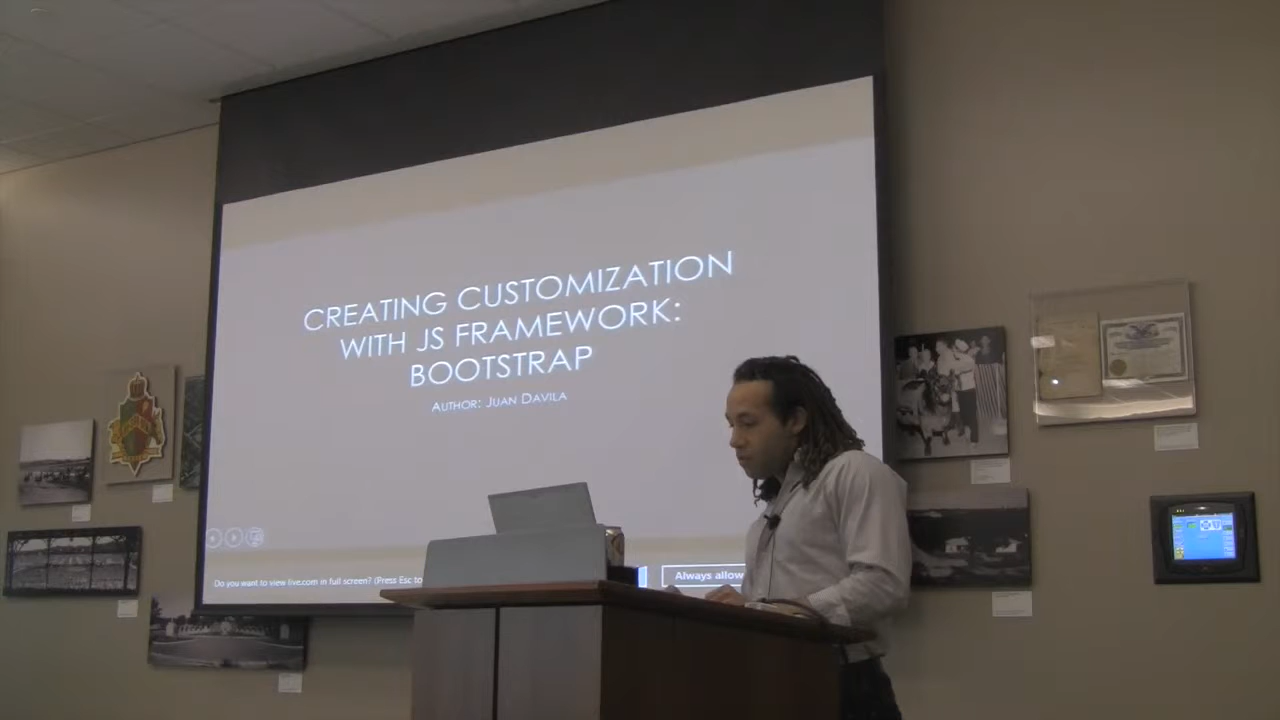 CREATING CUSTOMIZATION
WITH JS FRAMEWORK:
BOOTSTRAP
AUTHOR: JUAN DAVILA
Do you want to view live.com in full screen? (Press Esc to
Always allow